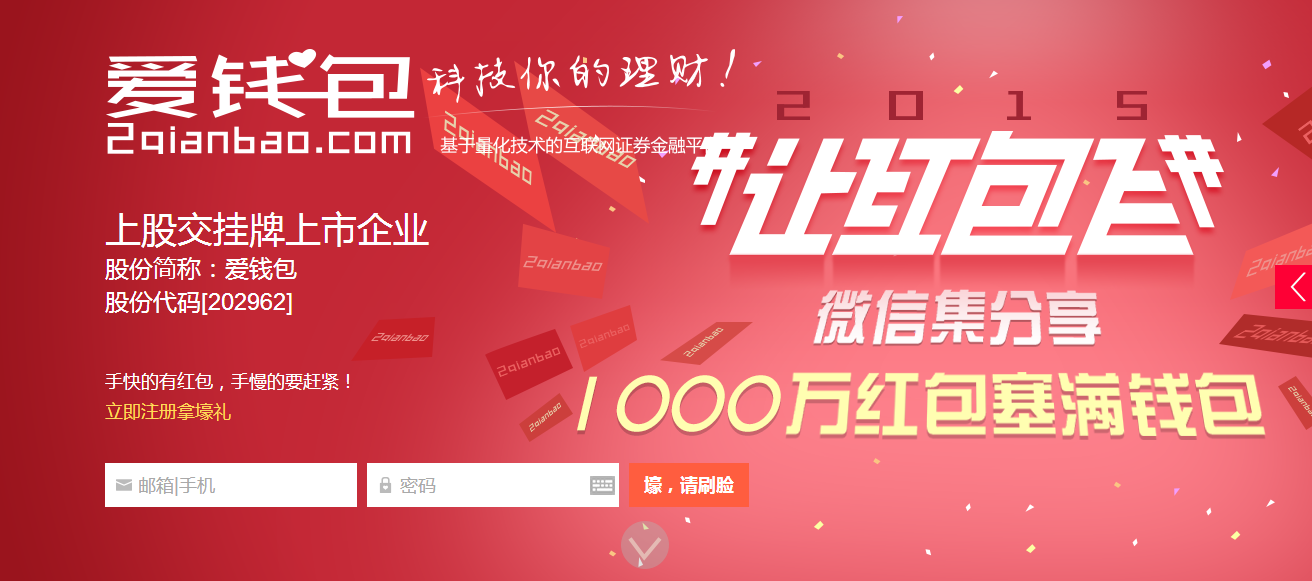 爱钱包
2qianbao.com
科技你的理财！
基于量化技术的互联网证券金融平
上股交挂牌上市企业
股份简称：爱钱包
股份代码[202962]
手快的有红包，手慢的要赶紧！
立即注册拿壕礼
邮箱|手机
密码
壕，请刷脸
2015
“让红包飞”
微信集分享
1000万红包塞满钱包
2qianbao
2qianbao
2qianbao
2qianbao
2qianbao
2qianbao
2qianbao
2qianbao